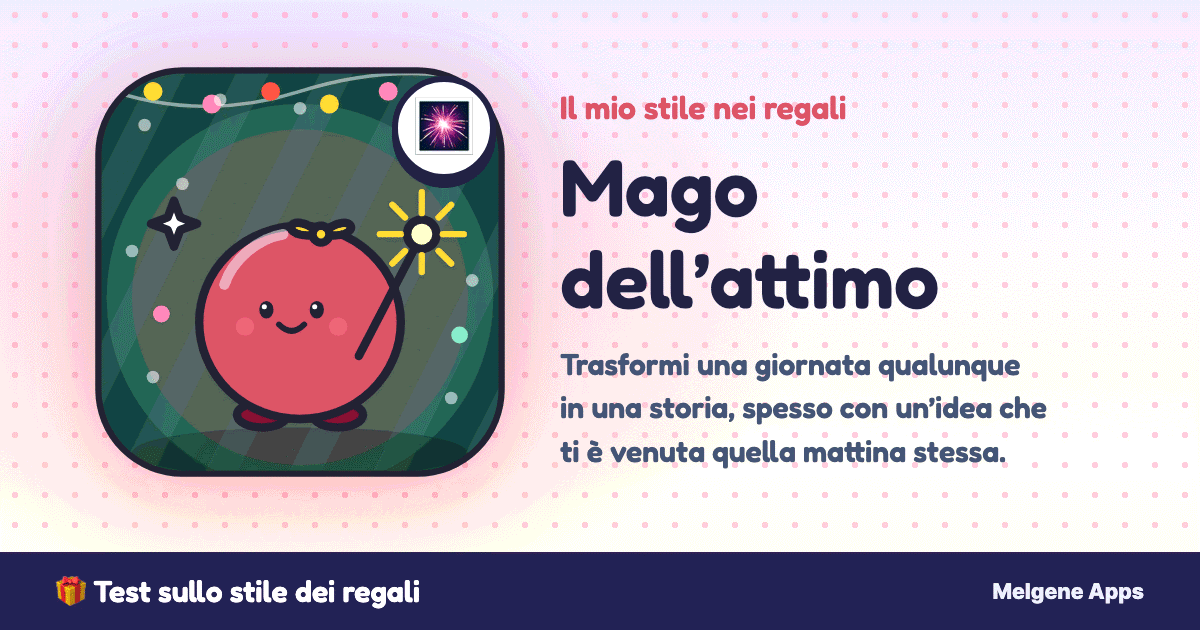 Il mio stile nei regali
Mago
dell’attimo
Trasformi una giornata qualunque
in una storia, spesso con un’idea che
ti è venuta quella mattina stessa.
Test sullo stile dei regali
Melgene Apps